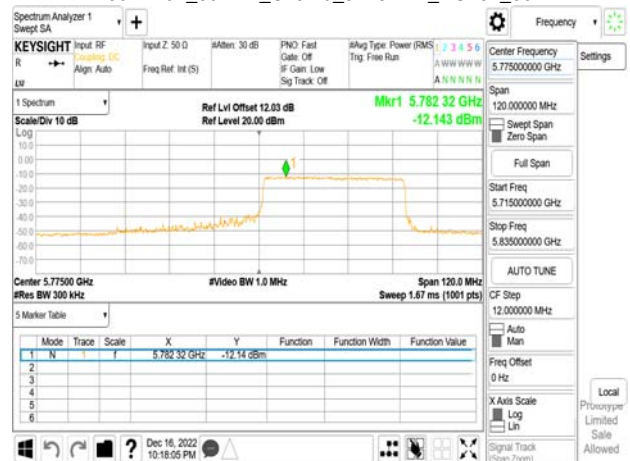 Spectrum Analyzer 1
Swept SA
Frequency
KEYSIGHT
R
Input: RF
Coupling: DC
Align: Auto
Input Z: 50 Ω
Freq Ref: Int (S)
#Atten: 30 dB
PNO: Fast
Gate: Off
IF Gain: Low
Sig Track: Off
#Avg Type: Power (RMS)
Trig: Free Run
1 2 3 4 5 6
A W W W W W
A N N N N N
1 Spectrum
Scale/Div 10 dB
Ref Lvl Offset 12.03 dB
Ref Level 20.00 dBm
Mkr1 5.782 32 GHz
-12.143 dBm
Log
10.0
0.00
-10.0
-20.0
-30.0
-40.0
-50.0
-60.0
-70.0
1
Center 5.77500 GHz
#Res BW 300 kHz
#Video BW 1.0 MHz
Span 120.0 MHz
Sweep 1.67 ms (1001 pts)
5 Marker Table
Mode Trace Scale X Y Function Function Width Function Value
1 N 1 f 5.782 32 GHz -12.14 dBm
2
3
4
5
6
Dec 16, 2022
10:18:05 PM
Center Frequency
5.775000000 GHz
Settings
Span
120.000000 MHz
Swept Span
Zero Span
Full Span
Start Freq
5.715000000 GHz
Stop Freq
5.835000000 GHz
AUTO TUNE
CF Step
12.000000 MHz
Auto
Man
Freq Offset
0 Hz
X Axis Scale
Log
Lin
Signal Track
(Span Zoom)
Local
Prototype
Limited
Sale
Allowed